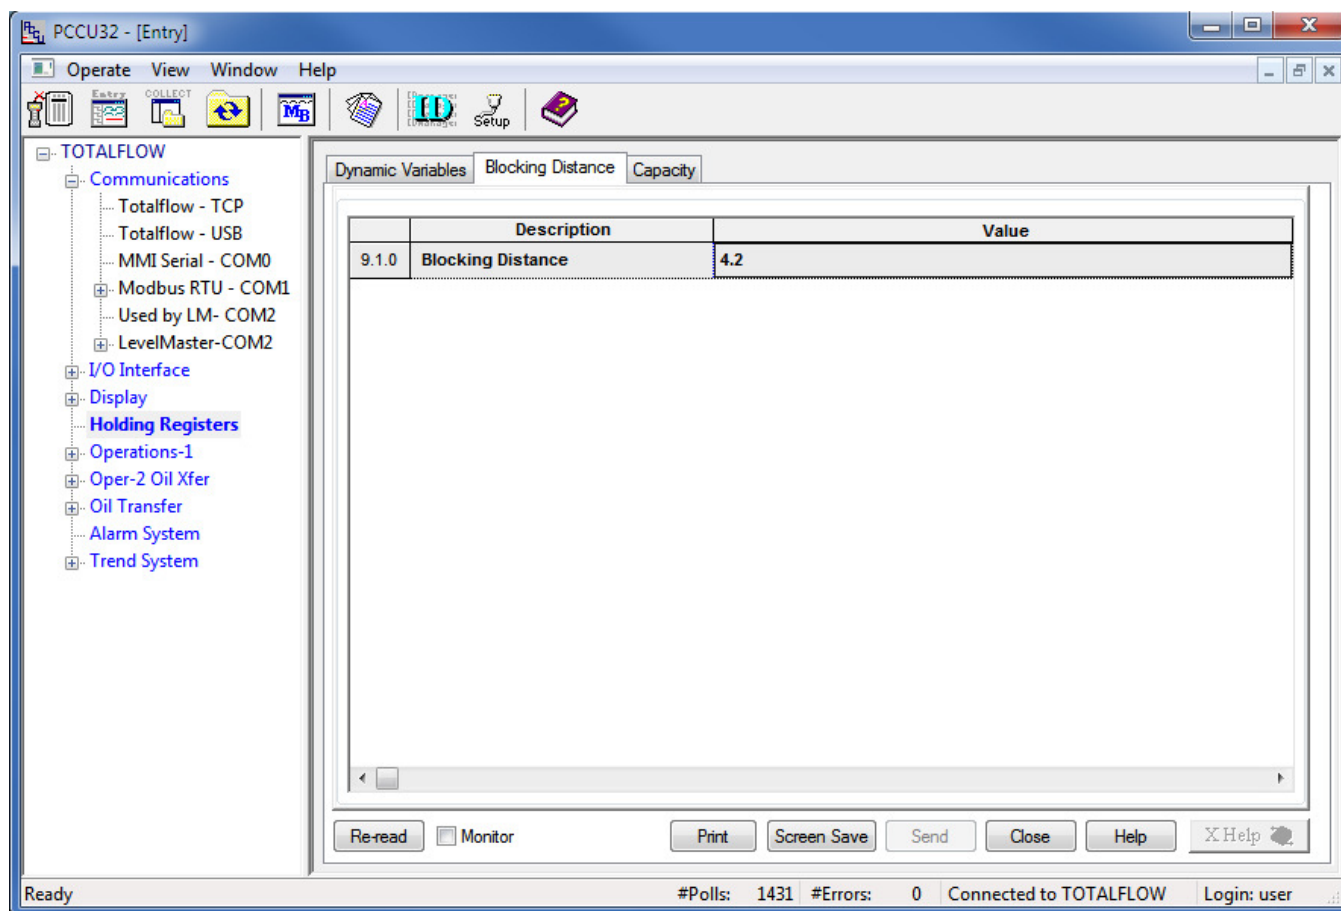 PCCU32 - [Entry]
Operate View Window Help
Entry COLLECT MB ID Setup
TOTALFLOW
Communications
Totalflow - TCP
Totalflow - USB
MMI Serial - COM0
Modbus RTU - COM1
Used by LM- COM2
LevelMaster-COM2
I/O Interface
Display
Holding Registers
Operations-1
Oper-2 Oil Xfer
Oil Transfer
Alarm System
Trend System
Dynamic Variables Blocking Distance Capacity
Description Value
9.1.0 Blocking Distance 4.2
Re-read Monitor Print Screen Save Send Close Help X Help
Ready #Polls: 1431 #Errors: 0 Connected to TOTALFLOW Login: user